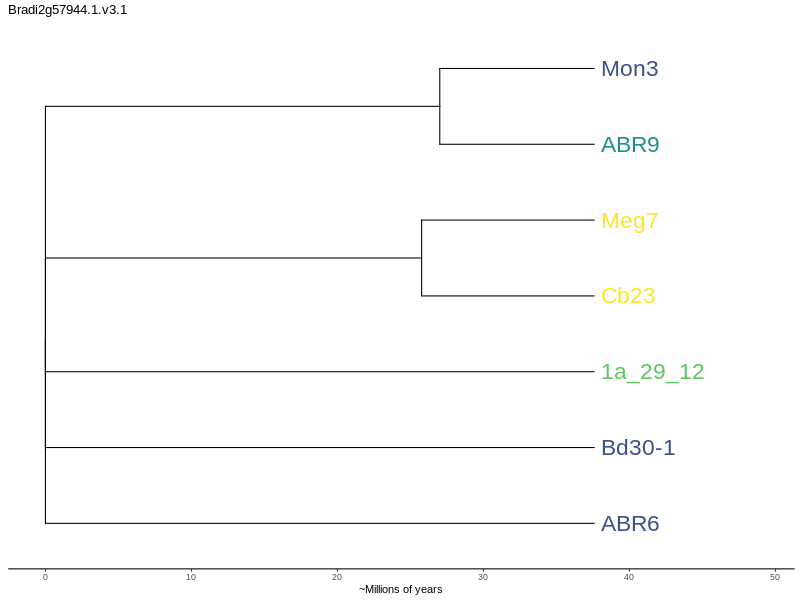 Bradi2g57944.1.v3.1
Mon3
ABR9
Meg7
Cb23
1a_29_12
Bd30-1
ABR6
0 10 20 30 40 50
~Millions of years